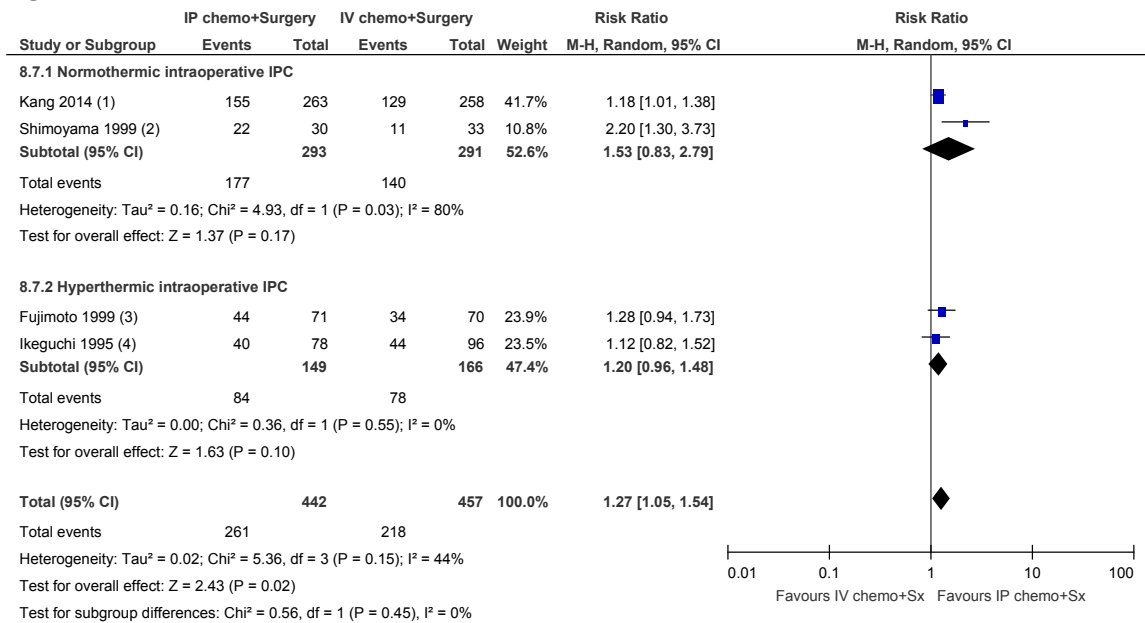 IP chemo+Surgery IV chemo+Surgery Risk Ratio Risk Ratio
Study or Subgroup Events Total Events Total Weight M-H, Random, 95% CI M-H, Random, 95% CI
8.7.1 Normothermic intraoperative IPC
Kang 2014 (1) 155 263 129 258 41.7% 1.18 [1.01, 1.38]
Shimoyama 1999 (2) 22 30 11 33 10.8% 2.20 [1.30, 3.73]
Subtotal (95% CI) 293 291 52.6% 1.53 [0.83, 2.79]
Total events 177 140
Heterogeneity: Tau² = 0.16; Chi² = 4.93, df = 1 (P = 0.03); I² = 80%
Test for overall effect: Z = 1.37 (P = 0.17)
8.7.2 Hyperthermic intraoperative IPC
Fujimoto 1999 (3) 44 71 34 70 23.9% 1.28 [0.94, 1.73]
Ikeguchi 1995 (4) 40 78 44 96 23.5% 1.12 [0.82, 1.52]
Subtotal (95% CI) 149 166 47.4% 1.20 [0.96, 1.48]
Total events 84 78
Heterogeneity: Tau² = 0.00; Chi² = 0.36, df = 1 (P = 0.55); I² = 0%
Test for overall effect: Z = 1.63 (P = 0.10)
Total (95% CI) 442 457 100.0% 1.27 [1.05, 1.54]
Total events 261 218
Heterogeneity: Tau² = 0.02; Chi² = 5.36, df = 3 (P = 0.15); I² = 44%
Test for overall effect: Z = 2.43 (P = 0.02)
Test for subgroup differences: Chi² = 0.56, df = 1 (P = 0.45), I² = 0%
0.01 0.1 1 10 100
Favours IV chemo+Sx Favours IP chemo+Sx